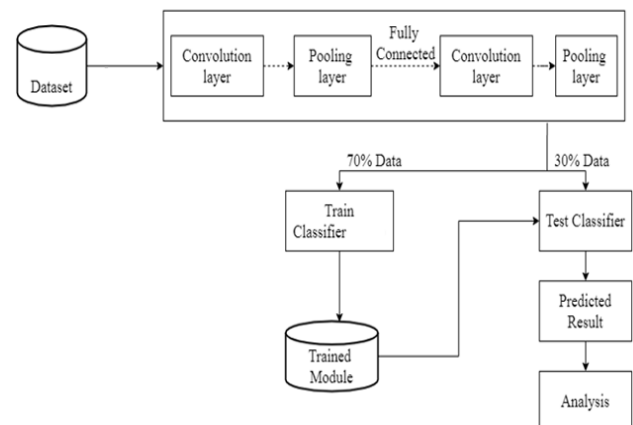 Dataset
Convolution
layer
Pooling
layer
Fully
Connected
Convolution
layer
Pooling
layer
70% Data
30% Data
Train
Classifier
Test Classifier
Trained
Module
Predicted
Result
Analysis